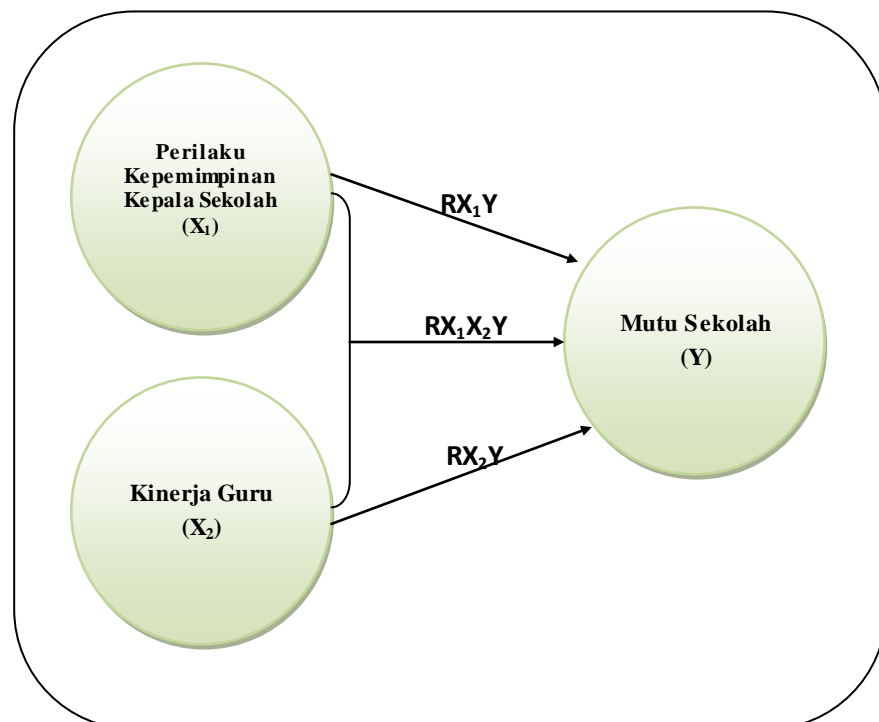 Perilaku
Kepemimpinan
Kepala Sekolah
(X₁)
RX₁Y
RX₁X₂Y
Mutu Sekolah
(Y)
RX₂Y
Kinerja Guru
(X₂)